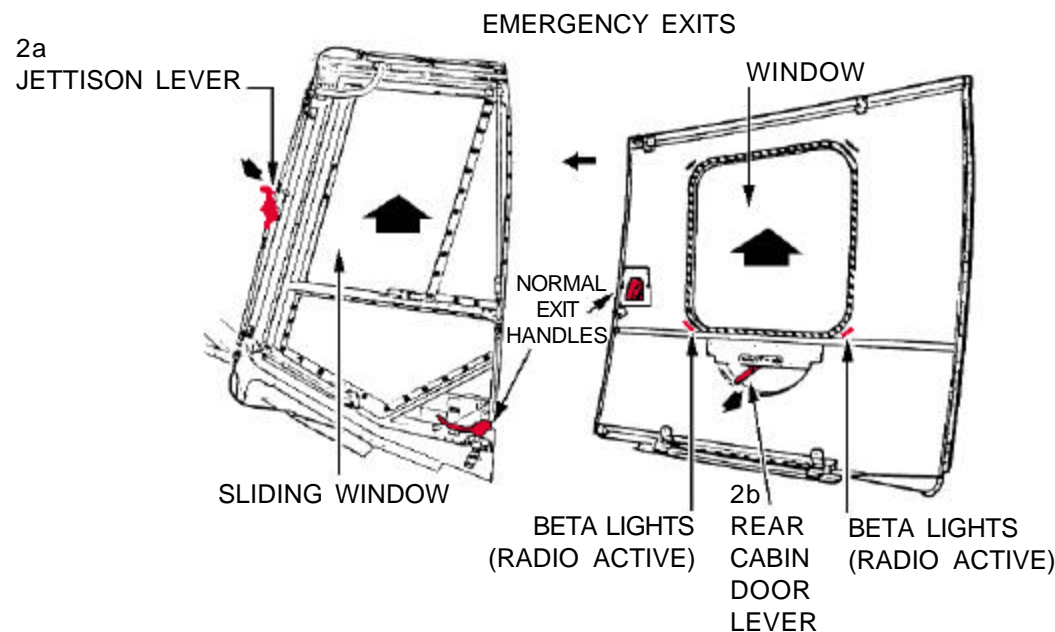 EMERGENCY EXITS
2a
JETTISON LEVER
WINDOW
NORMAL
EXIT
HANDLES
SLIDING WINDOW
BETA LIGHTS
(RADIO ACTIVE)
2b
REAR
CABIN
DOOR
LEVER
BETA LIGHTS
(RADIO ACTIVE)